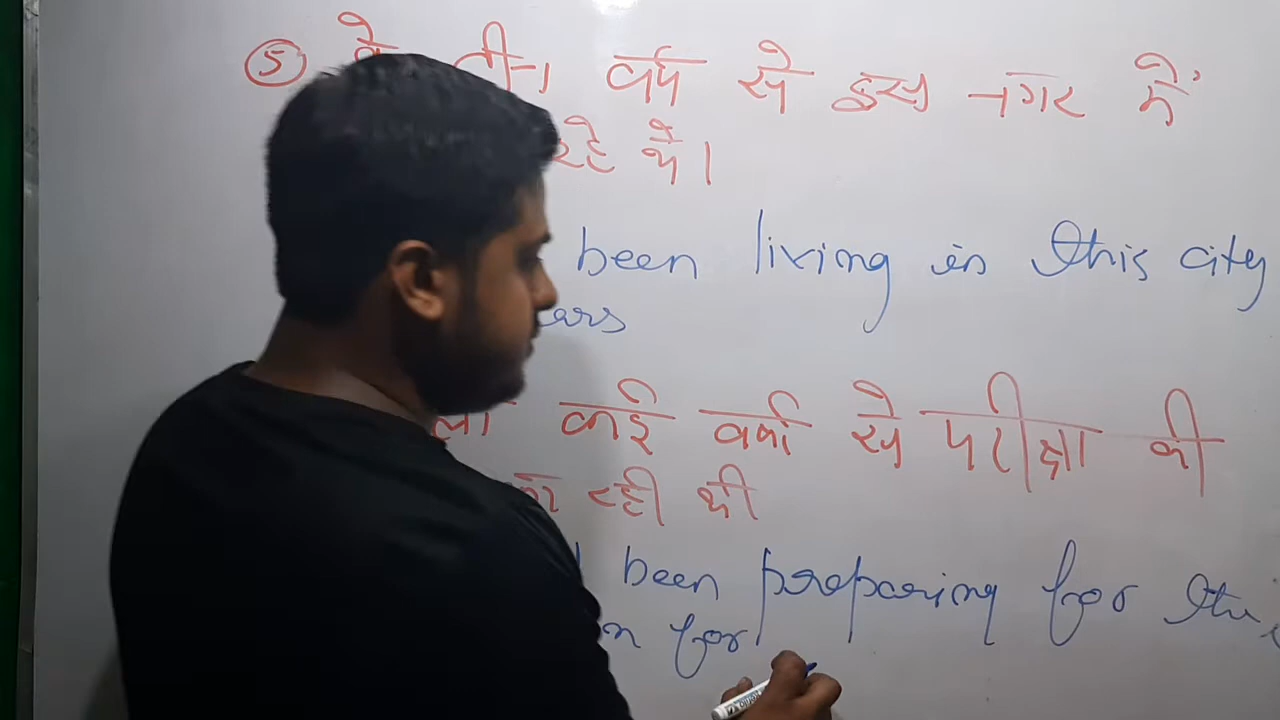 ⑤ वे तीन वर्ष से इस नगर में
रहे थे।
been living in this city
ears
ला कई वर्षो से परीक्षा की
रही थी
been preparing for the
n for